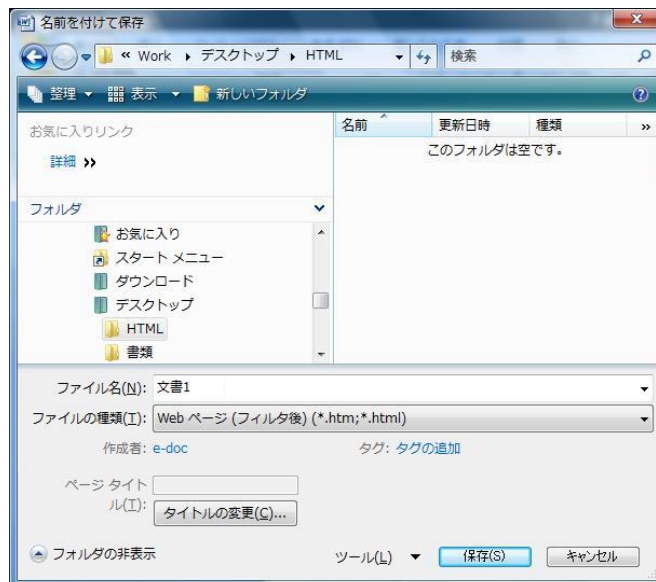 名前を付けて保存
« Work ▸ デスクトップ ▸ HTML 検索
整理 表示 新しいフォルダ
お気に入りリンク
詳細 »
名前 更新日時 種類 »
このフォルダは空です。
フォルダ
お気に入り
スタート メニュー
ダウンロード
デスクトップ
HTML
書類
ファイル名(N): 文書1
ファイルの種類(T): Web ページ (フィルタ後) (*.htm;*.html)
作成者: e-doc タグ: タグの追加
ページ タイト
ル(T):
タイトルの変更(C)...
フォルダの非表示 ツール(L) 保存(S) キャンセル